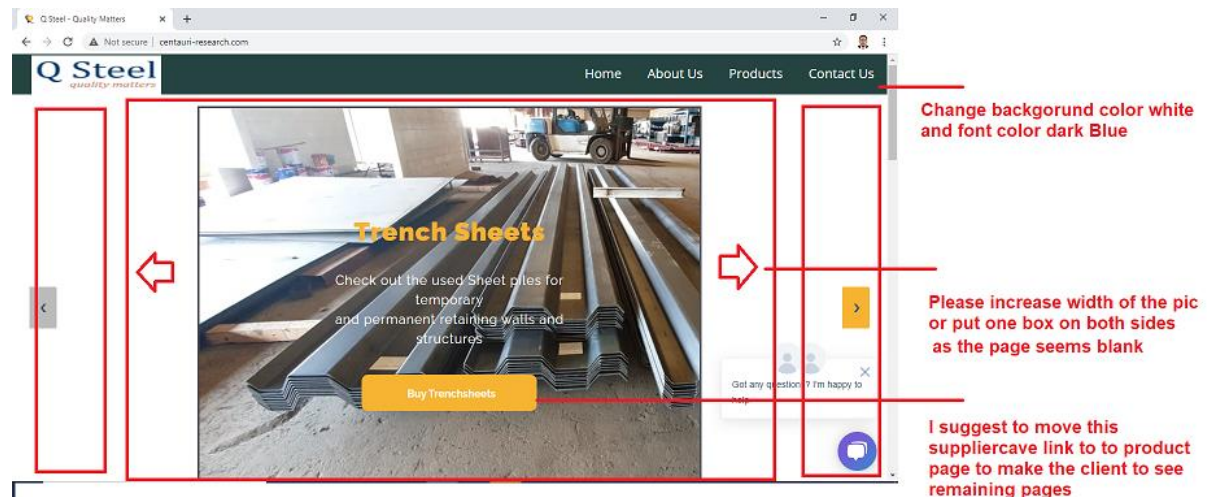 Q Steel - Quality Matters
Not secure | centauri-research.com
Q Steel
quality matters
Home About Us Products Contact Us
Change backgorund color white
and font color dark Blue
Trench Sheets
Check out the used Sheet piles for
temporary
and permanent retaining walls and
structures
Buy Trenchsheets
Please increase width of the pic
or put one box on both sides
as the page seems blank
Got any question ? I'm happy to
help
I suggest to move this
suppliercave link to to product
page to make the client to see
remaining pages